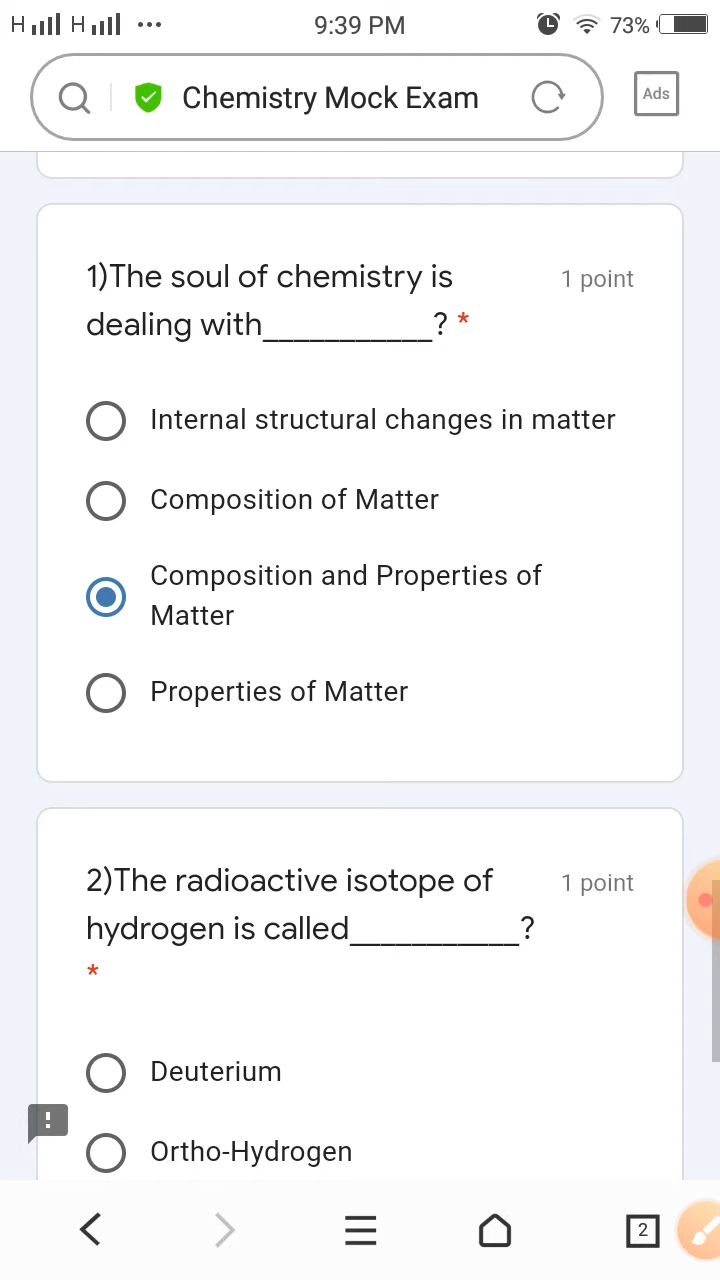 H H ... 9:39 PM 73%
Chemistry Mock Exam
Ads
1)The soul of chemistry is
dealing with___________? *
1 point
Internal structural changes in matter
Composition of Matter
Composition and Properties of
Matter
Properties of Matter
2)The radioactive isotope of
hydrogen is called___________?
*
1 point
Deuterium
!
Ortho-Hydrogen
2